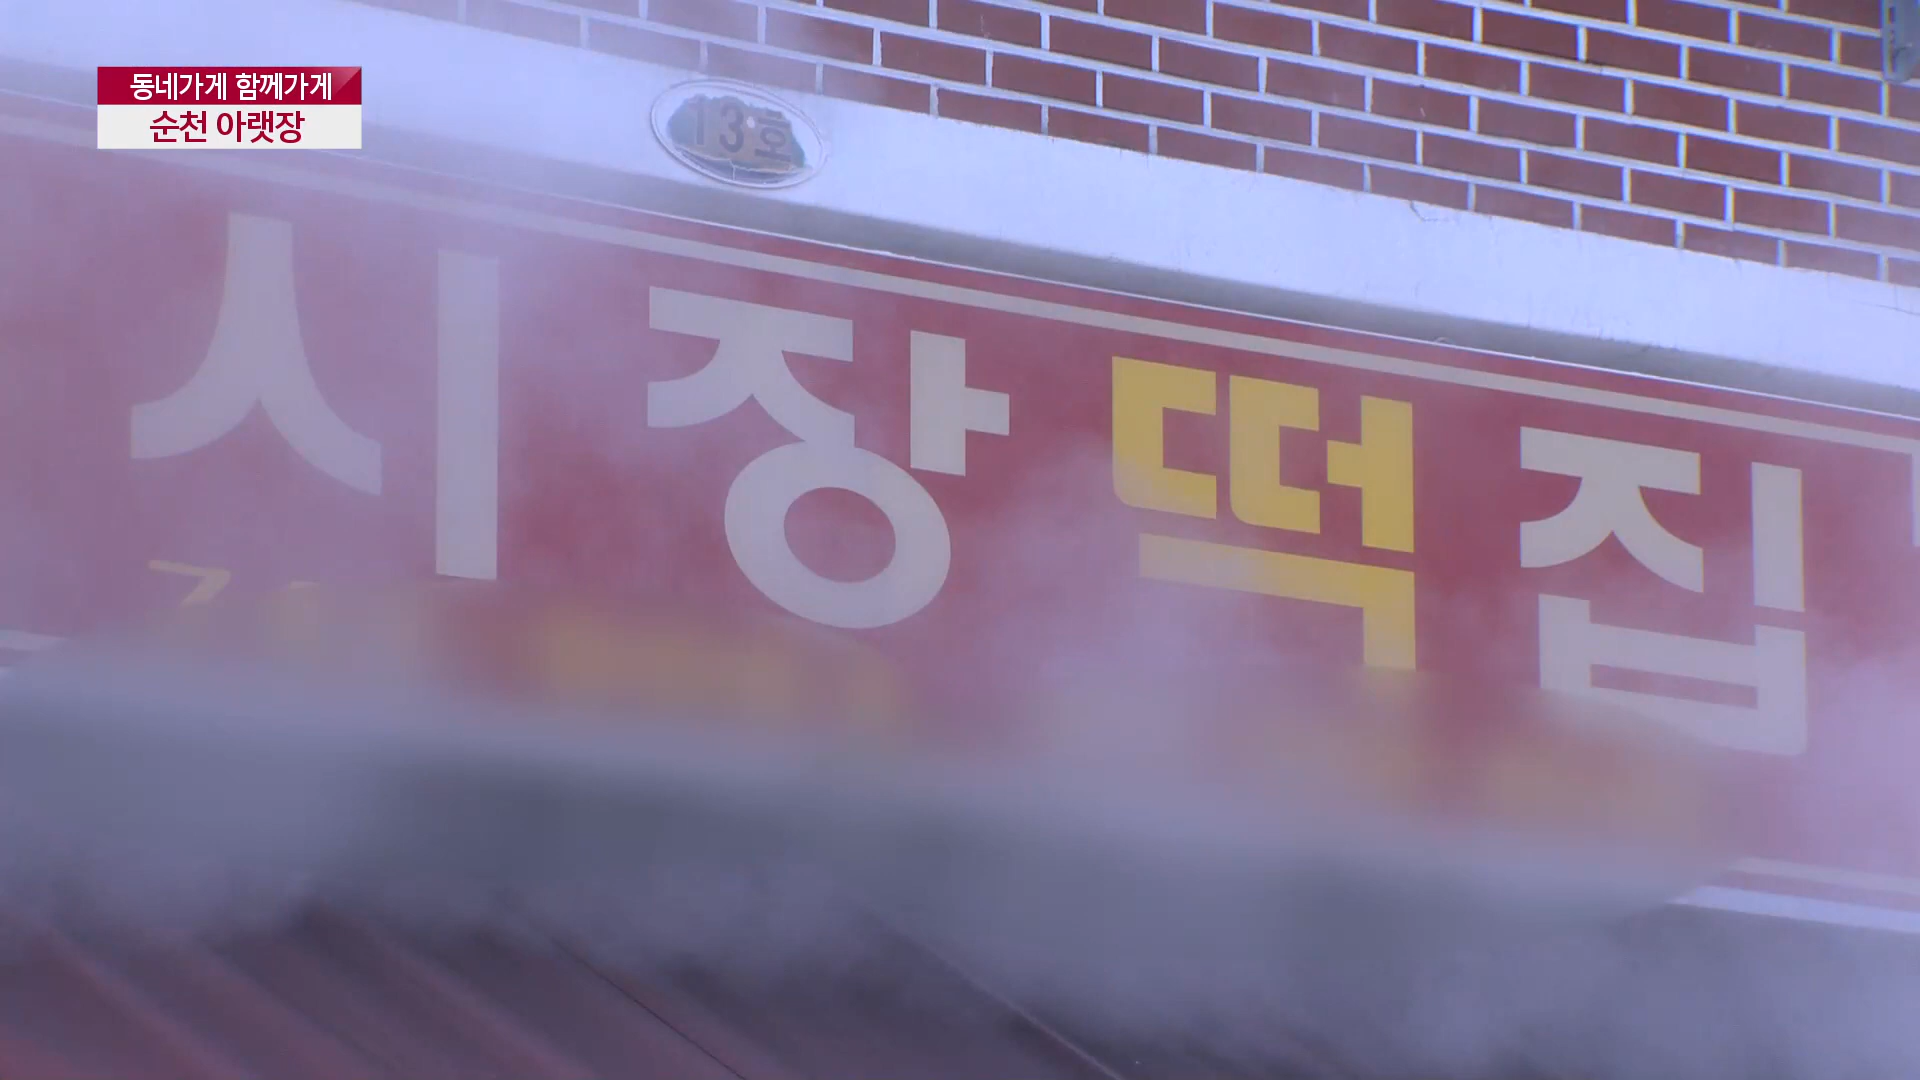 동네가게 함께가게
순천 아랫장
13호
시장떡집